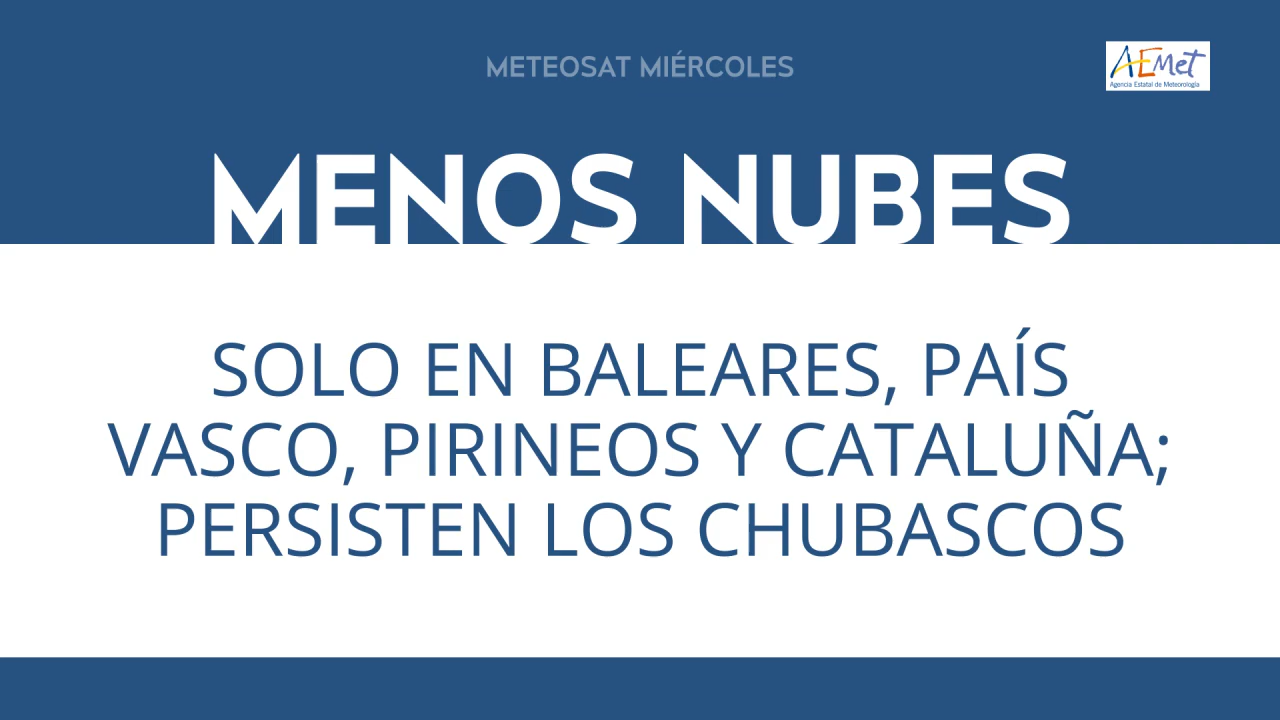 METEOSAT MIÉRCOLES
AEMet
Agencia Estatal de Meteorología
MENOS NUBES
SOLO EN BALEARES, PAÍS
VASCO, PIRINEOS Y CATALUÑA;
PERSISTEN LOS CHUBASCOS